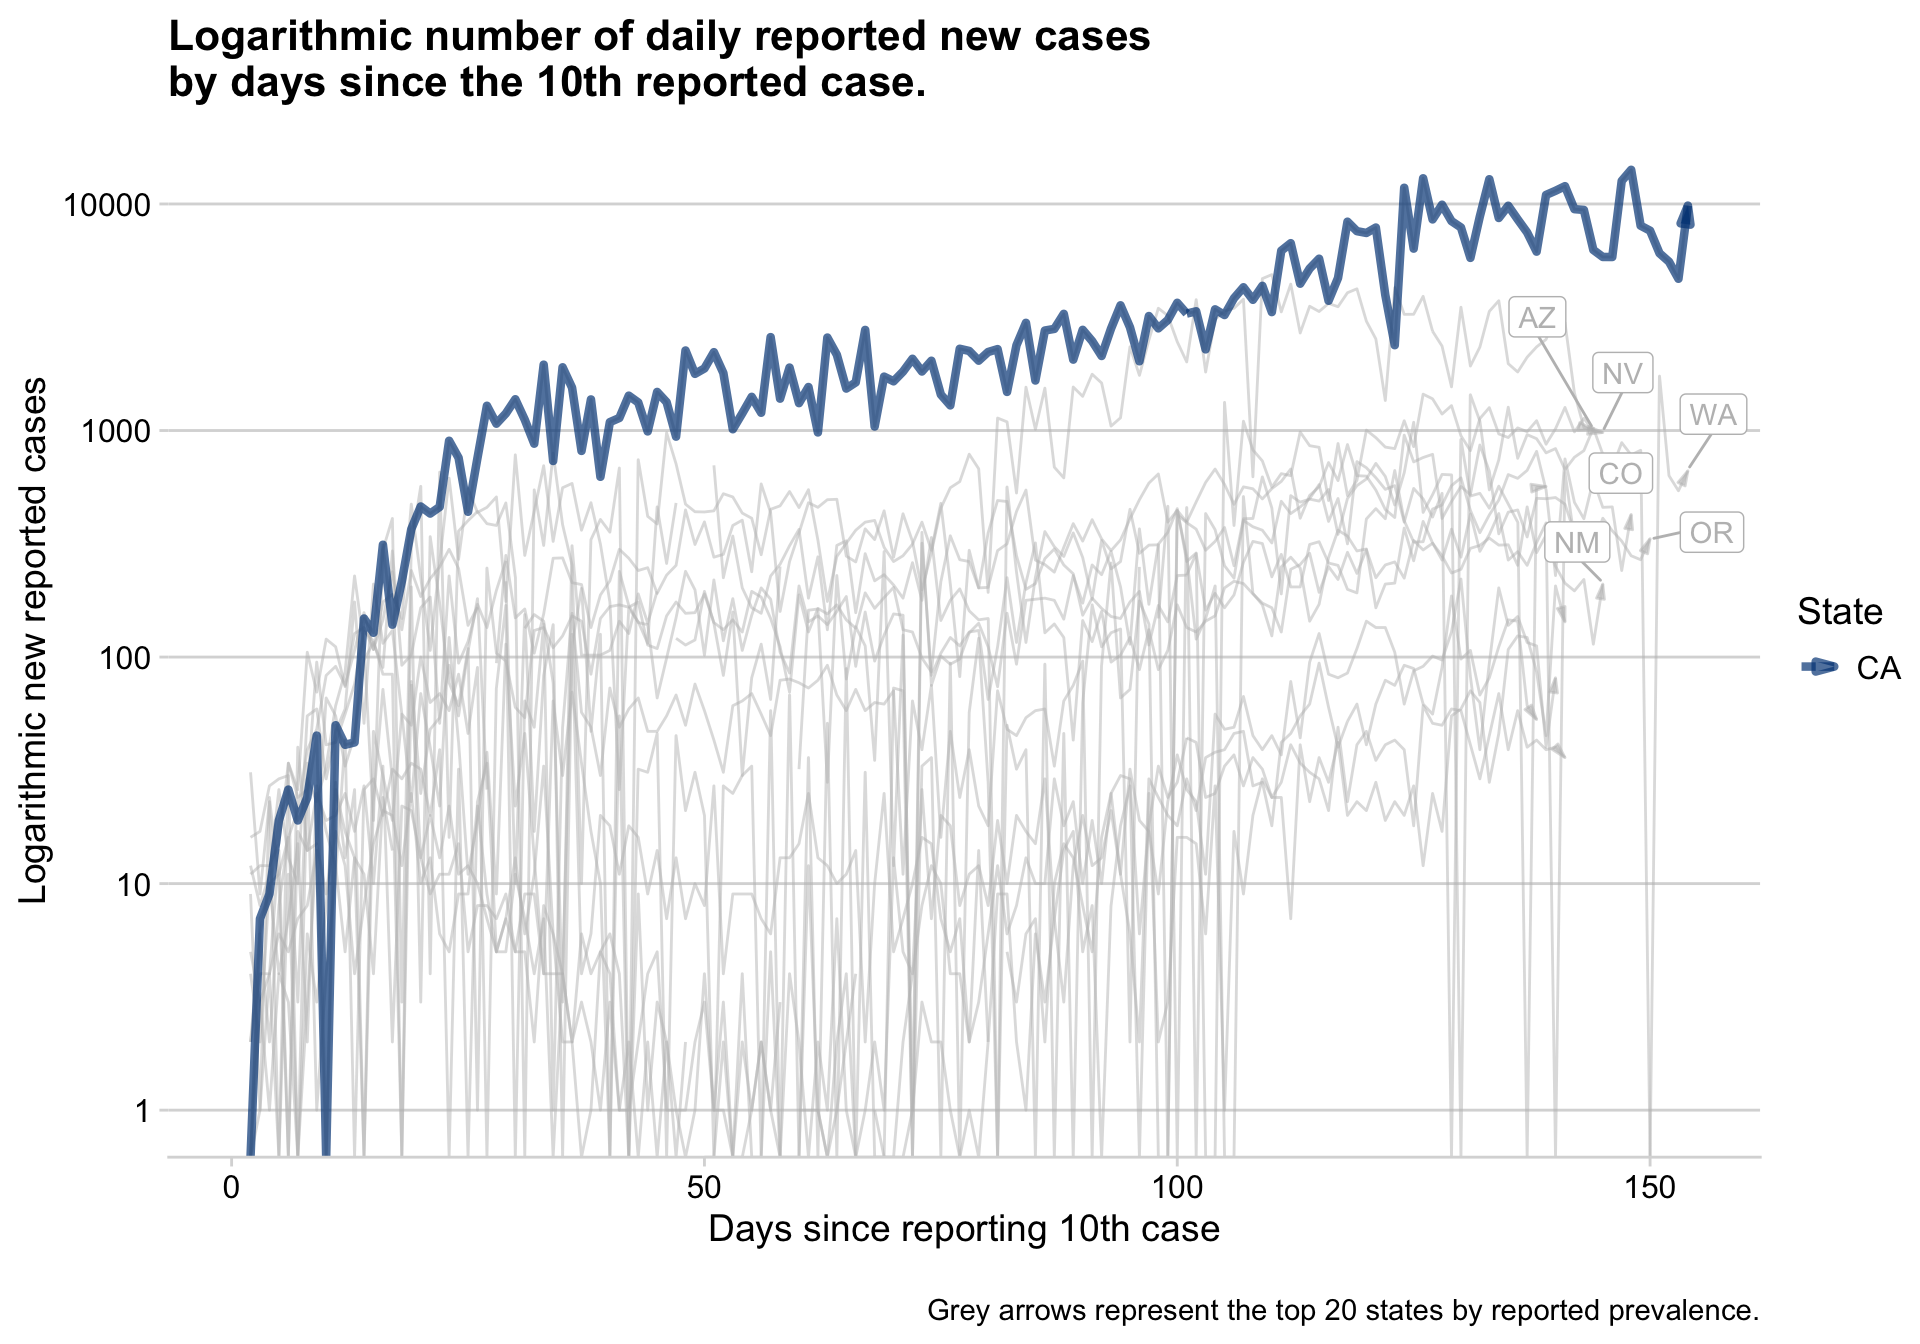 Logarithmic number of daily reported new cases
by days since the 10th reported case.
Logarithmic new reported cases
10000
1000
100
10
1
AZ
NV
WA
CO
NM
OR
State
CA
0
50
100
150
Days since reporting 10th case
Grey arrows represent the top 20 states by reported prevalence.